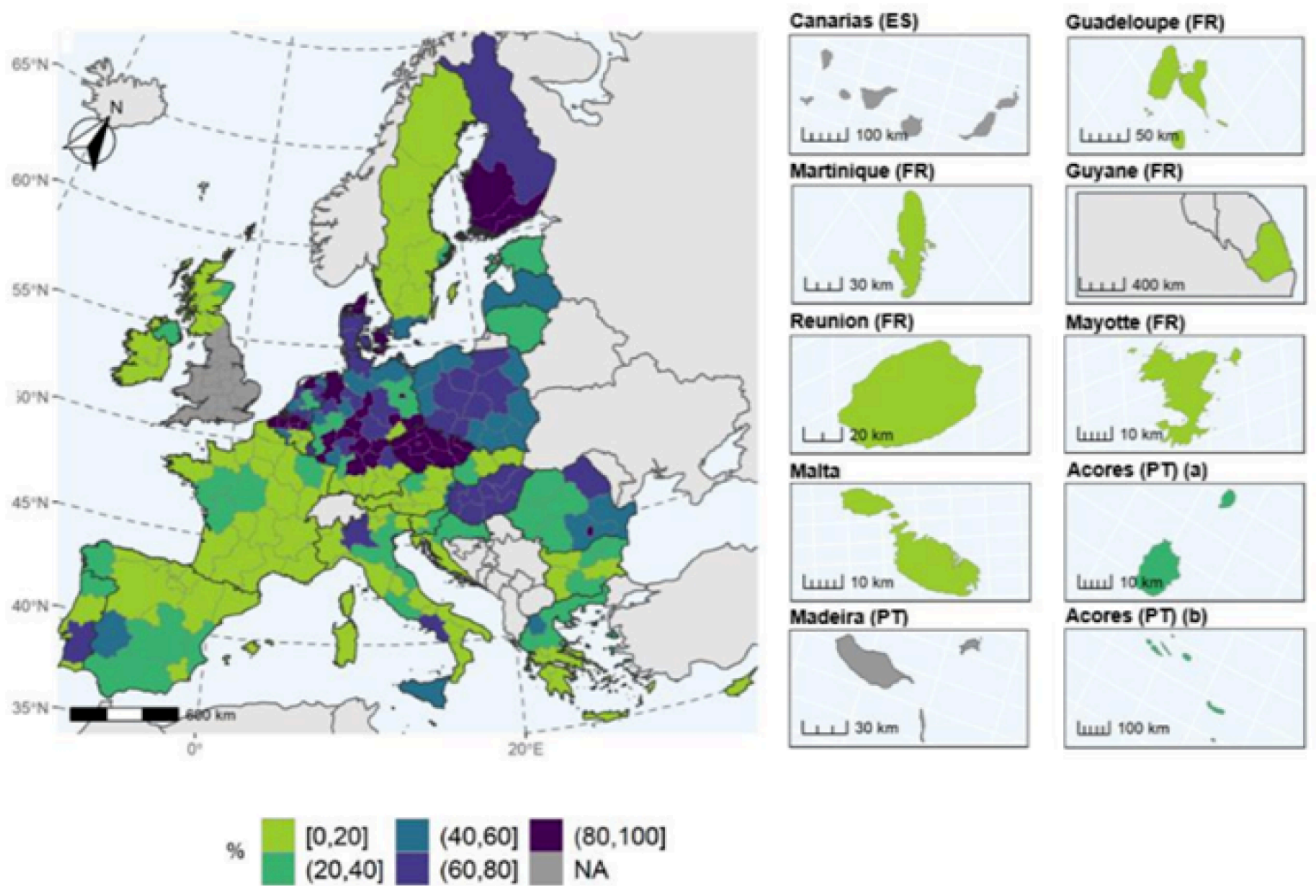 Canarias (ES)
Guadeloupe (FR)
65°N
N
100 km
50 km
60°N
Martinique (FR)
Guyane (FR)
55°N
30 km
400 km
Reunion (FR)
Mayotte (FR)
50°N
20 km
10 km
45°N
Malta
Acores (PT) (a)
10 km
10 km
40°N
Madeira (PT)
Acores (PT) (b)
35°N
600 km
30 km
100 km
0°
20°E
%
[0,20]
(40,60]
(80,100]
(20,40]
(60,80]
NA